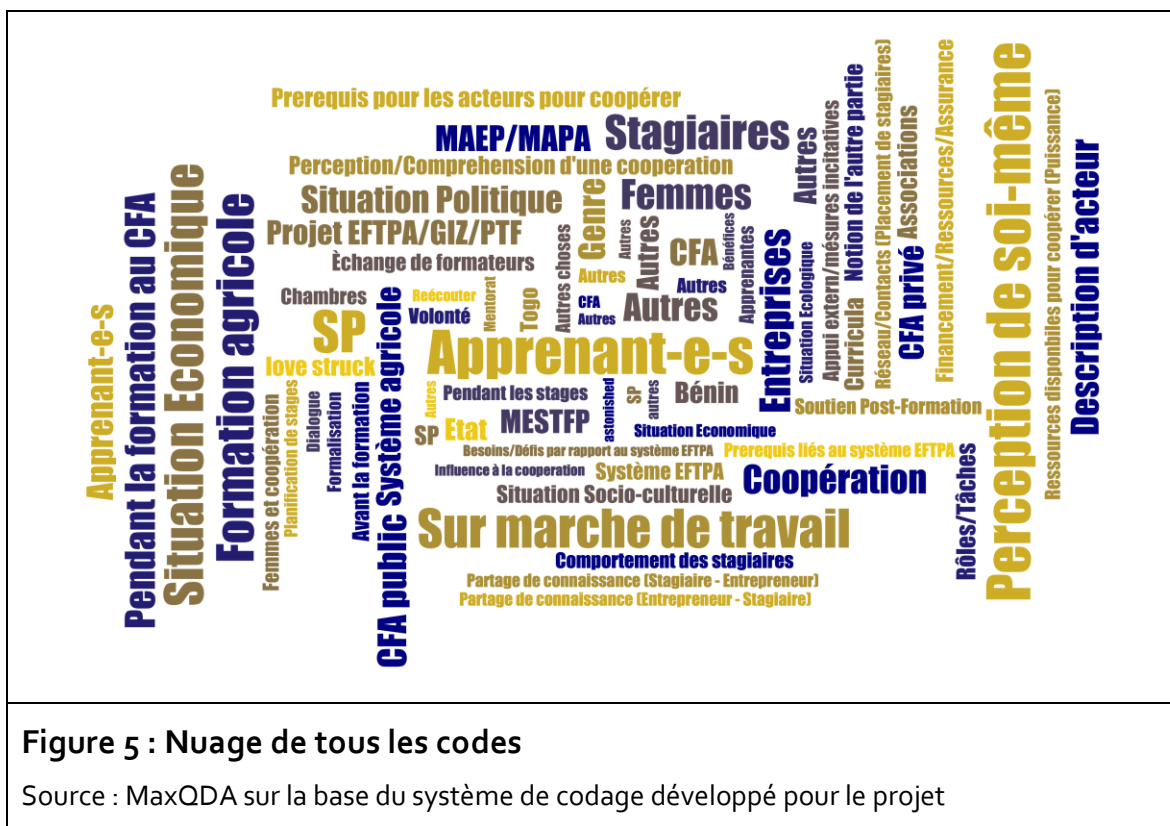 Prerequis pour les acteurs pour coopérer
MAEP/MAPA
Stagiaires
Perception/Comprehension d'une cooperation
Situation Politique
Femmes
Projet EFTPA/GIZ/PTF
Èchange de formateurs
Genre
Autres
Autres
CFA
Bénéfices
Autres
Autres
Autres choses
Apprenantes
Chambres
Reécouter
Volonté
Mentorat
Togo
CFA
Autres
Autres
SP
love struck
Apprenant-e-s
Entreprises
Autres
Situation Ecologique
Appui extern/mésures incitatives
Notion de l'autre partie
Curricula
Réseau/Contacts (Placement de stagiaires)
CFA privé
Associations
Financement/Ressources/Assurance
Perception de soi-même
Ressources disponbiles pour coopérer (Puissance)
Description d'acteur
Apprenant-e-s
Pendant la formation au CFA
Situation Economique
Formation agricole
Femmes et coopération
Planification de stages
Dialogue
Formalisation
Avant la formation
CFA public
Système agricole
Autres
Pendant les stages
astonished
SP
autres
Bénin
Soutien Post-Formation
SP
Etat
MESTFP
Situation Economique
Besoins/Défis par rapport au système EFTPA
Prerequis liés au système EFTPA
Influence à la cooperation
Système EFTPA
Situation Socio-culturelle
Coopération
Rôles/Tâches
Sur marche de travail
Comportement des stagiaires
Partage de connaissance (Stagiaire - Entrepreneur)
Partage de connaissance (Entrepreneur - Stagiaire)
Figure 5 : Nuage de tous les codes
Source : MaxQDA sur la base du système de codage développé pour le projet